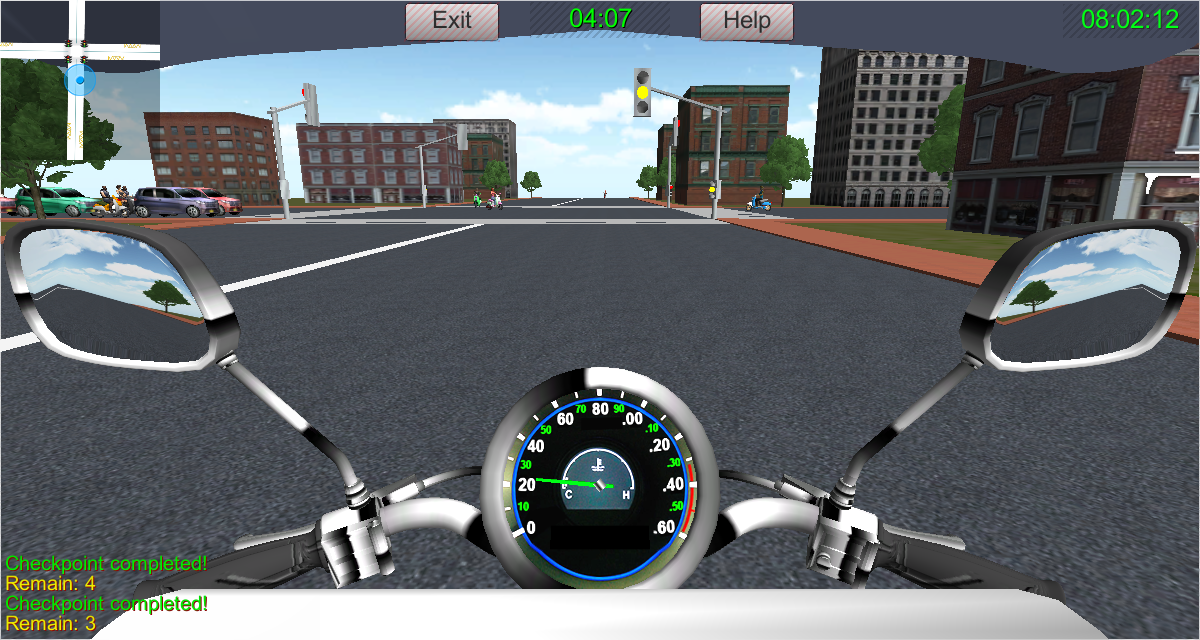 Exit
04:07
Help
08:02:12
70 80 90
60 .00
50 .10
40 .20
30 .30
20 .40
10 .50
0 .60
C H
Checkpoint completed!
Remain: 4
Checkpoint completed!
Remain: 3